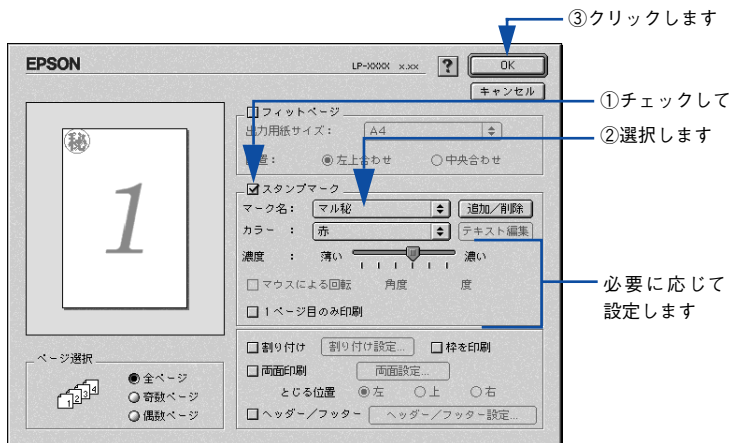 ③クリックします
EPSON
LP-XXXX x.xx
?
OK
キャンセル
①チェックして
②選択します
フィットページ
出力用紙サイズ: A4
位置: 左上合わせ 中央合わせ
㊙
1
スタンプマーク
マーク名: マル秘 追加/削除
カラー : 赤 テキスト編集
濃度 : 薄い 濃い
マウスによる回転 角度 度
1ページ目のみ印刷
必要に応じて
設定します
割り付け 割り付け設定... 枠を印刷
両面印刷 両面設定...
とじる位置 左 上 右
ヘッダー/フッター ヘッダー/フッター設定...
ページ選択
1 2 3 4
全ページ
奇数ページ
偶数ページ